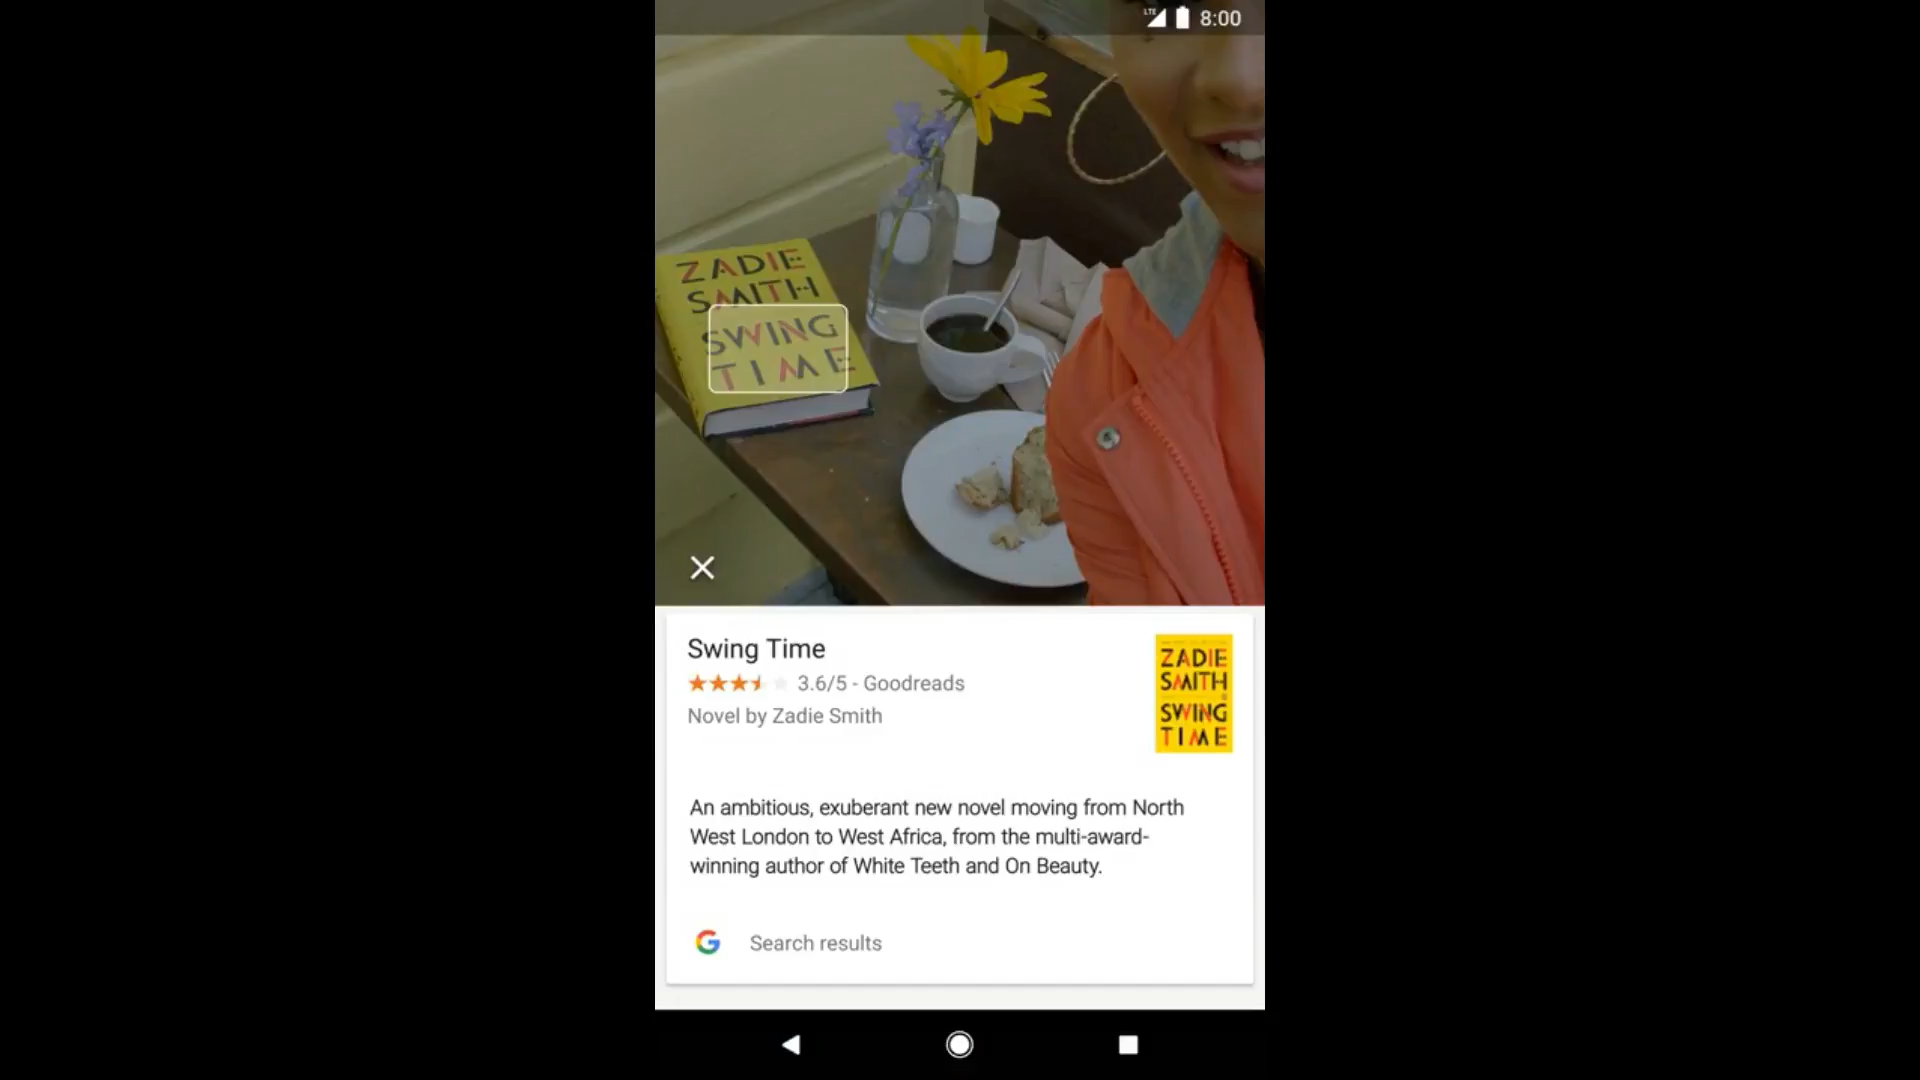 LTE 8:00
ZADIE
SMITH
SWING
TIME
Swing Time
3.6/5 - Goodreads
Novel by Zadie Smith
ZADIE
SMITH
SWING
TIME
An ambitious, exuberant new novel moving from North
West London to West Africa, from the multi-award-
winning author of White Teeth and On Beauty.
G Search results